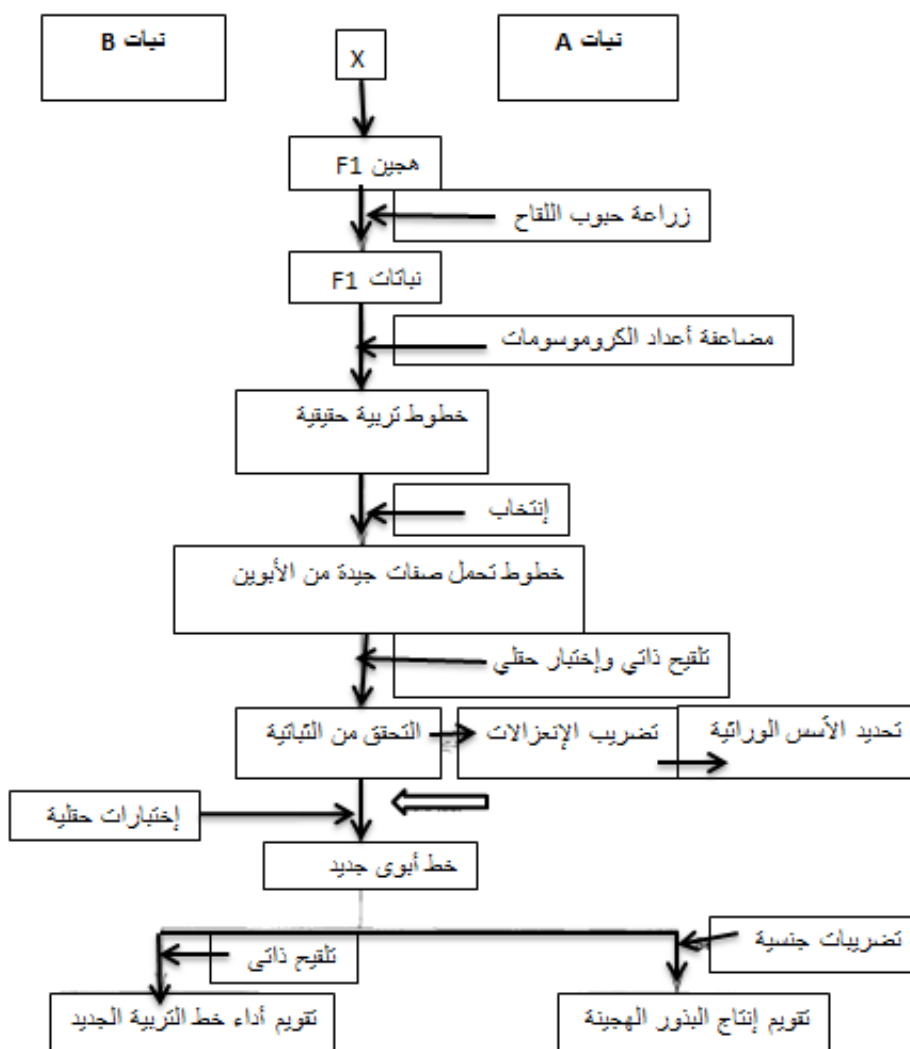 نبات A
X
نبات B
هجين F1
زراعة حبوب اللقاح
نباتات F1
مضاعفة أعداد الكروموسومات
خطوط تربية حقيقية
إنتخاب
خطوط تحمل صفات جيدة من الأبوين
تلقيح ذاتي وإختبار حقلي
التحقق من الثباتية
تضريب الإنعزالات
تحديد الأسس الوراثية
إختبارات حقلية
خط أبوى جديد
تضريبات جنسية
تلقيح ذاتى
تقويم إنتاج البذور الهجينة
تقويم أداء خط التربية الجديد